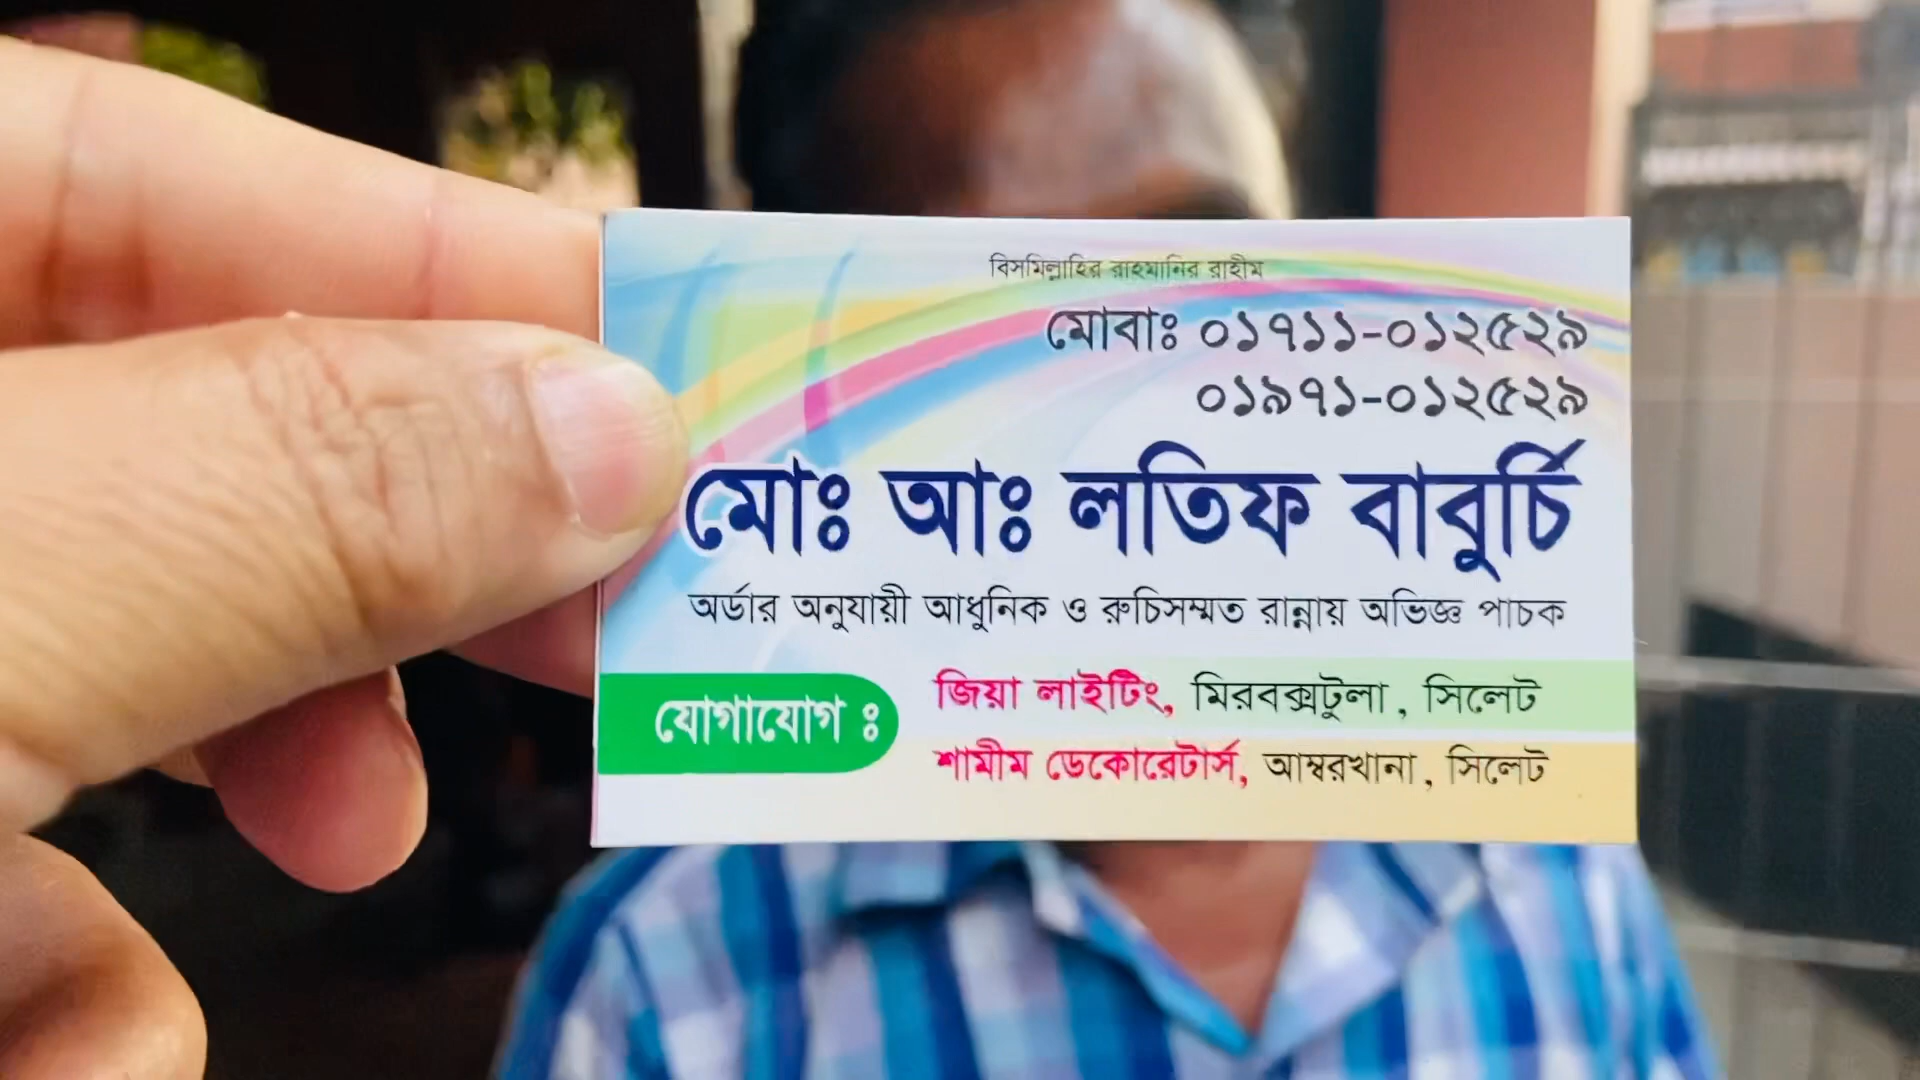 বিসমিল্লাহির রাহমানির রাহীম
মোবাঃ ০১৭১১-০১২৫২৯
০১৯৭১-০১২৫২৯
মোঃ আঃ লতিফ বাবুর্চি
অর্ডার অনুযায়ী আধুনিক ও রুচিসম্মত রান্নায় অভিজ্ঞ পাচক
যোগাযোগ ঃ
জিয়া লাইটিং, মিরবক্সটুলা, সিলেট
শামীম ডেকোরেটার্স, আম্বরখানা, সিলেট